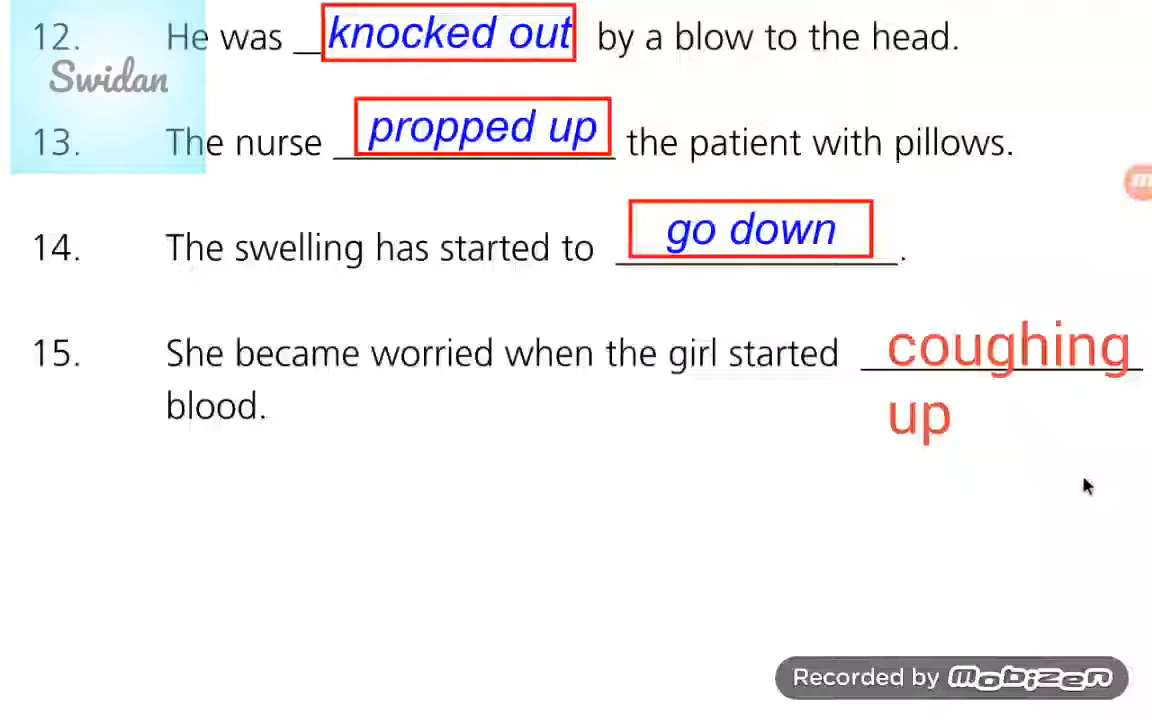 12. He was _ knocked out by a blow to the head.
Swidan
13. The nurse propped up the patient with pillows.
14. The swelling has started to go down.
15. She became worried when the girl started coughing
blood. up
Recorded by mobizen